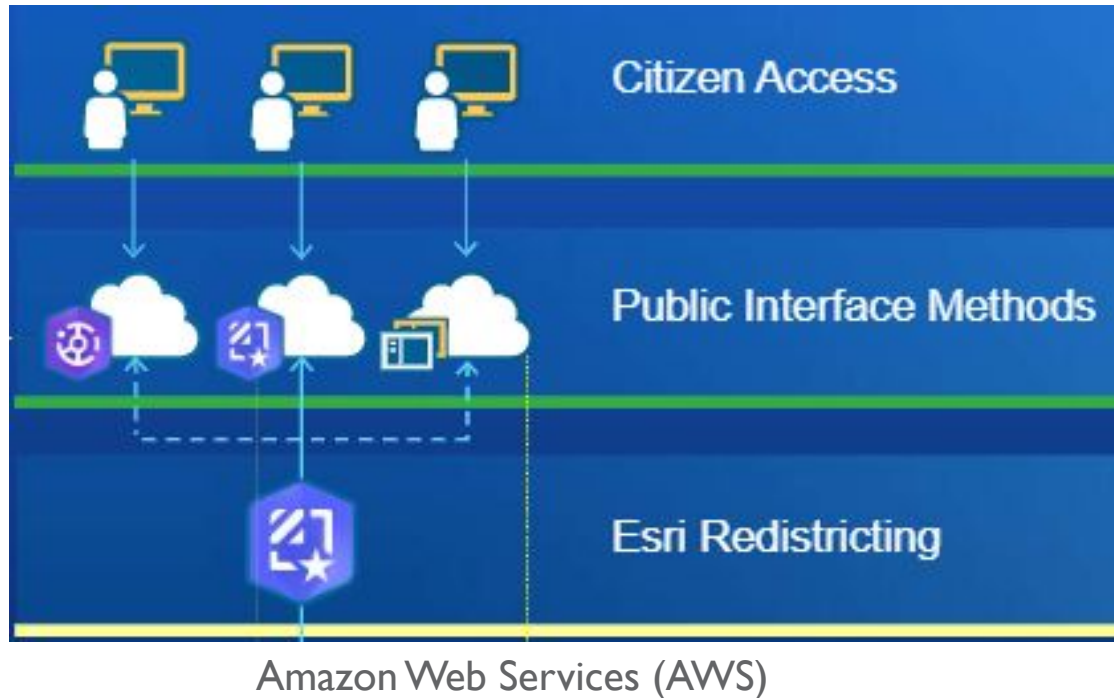 Citizen Access
Public Interface Methods
Esri Redistricting
Amazon Web Services (AWS)